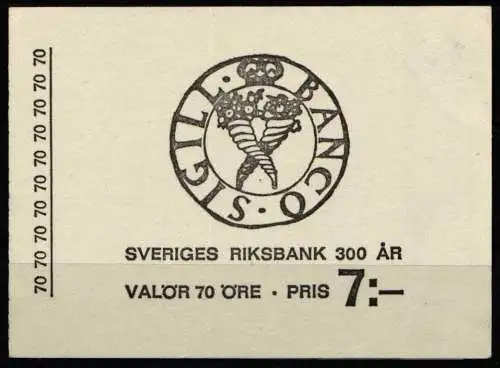 70 70 70 70 70 70 70 70 70 70
SIGILL · BANCO ·
SVERIGES RIKSBANK 300 ÅR
VALÖR 70 ÖRE · PRIS 7:–